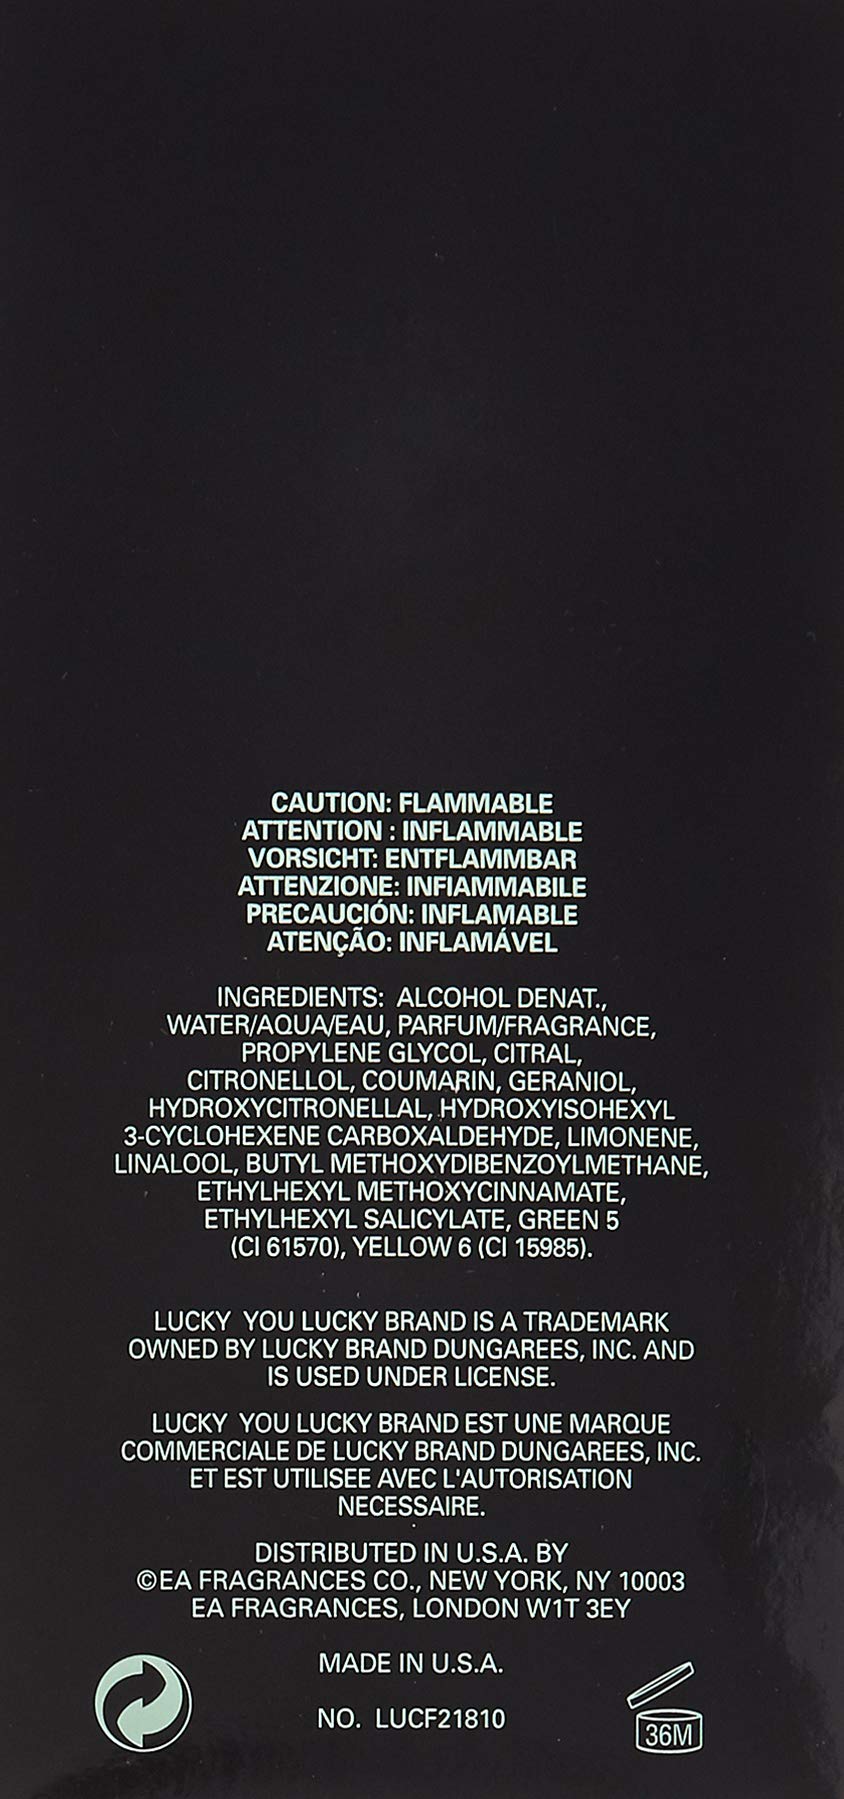 CAUTION: FLAMMABLE
ATTENTION : INFLAMMABLE
VORSICHT: ENTFLAMMBAR
ATTENZIONE: INFIAMMABILE
PRECAUCIÓN: INFLAMABLE
ATENÇÃO: INFLAMÁVEL
INGREDIENTS: ALCOHOL DENAT.,
WATER/AQUA/EAU, PARFUM/FRAGRANCE,
PROPYLENE GLYCOL, CITRAL,
CITRONELLOL, COUMARIN, GERANIOL,
HYDROXYCITRONELLAL, HYDROXYISOHEXYL
3-CYCLOHEXENE CARBOXALDEHYDE, LIMONENE,
LINALOOL, BUTYL METHOXYDIBENZOYLMETHANE,
ETHYLHEXYL METHOXYCINNAMATE,
ETHYLHEXYL SALICYLATE, GREEN 5
(CI 61570), YELLOW 6 (CI 15985).
LUCKY YOU LUCKY BRAND IS A TRADEMARK
OWNED BY LUCKY BRAND DUNGAREES, INC. AND
IS USED UNDER LICENSE.
LUCKY YOU LUCKY BRAND EST UNE MARQUE
COMMERCIALE DE LUCKY BRAND DUNGAREES, INC.
ET EST UTILISEE AVEC L'AUTORISATION
NECESSAIRE.
DISTRIBUTED IN U.S.A. BY
©EA FRAGRANCES CO., NEW YORK, NY 10003
EA FRAGRANCES, LONDON W1T 3EY
MADE IN U.S.A.
NO. LUCF21810
36M